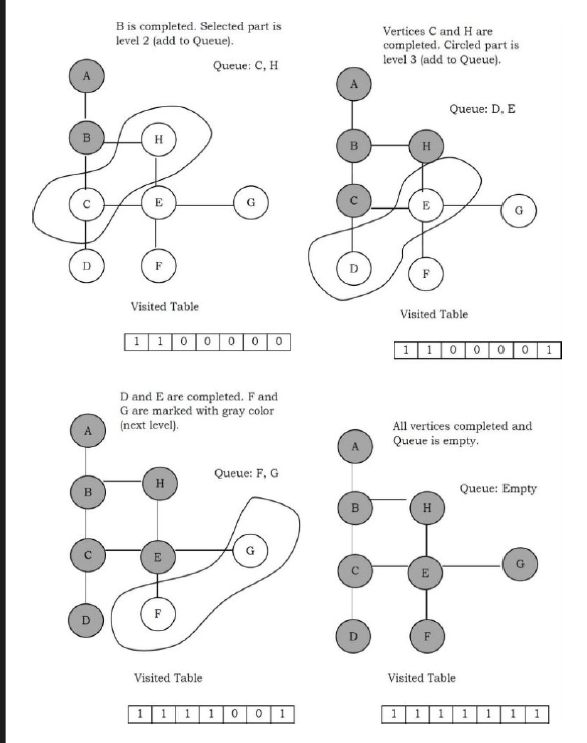 B is completed. Selected part is
level 2 (add to Queue).
Queue: C, H
A
B
H
C
E
G
D
F
Visited Table
1 1 0 0 0 0 0
Vertices C and H are
completed. Circled part is
level 3 (add to Queue).
Queue: D, E
A
B
H
C
E
G
D
F
Visited Table
1 1 0 0 0 0 1
D and E are completed. F and
G are marked with gray color
(next level).
Queue: F, G
A
B
H
C
E
G
D
F
Visited Table
1 1 1 1 0 0 1
All vertices completed and
Queue is empty.
Queue: Empty
A
B
H
C
E
G
D
F
Visited Table
1 1 1 1 1 1 1